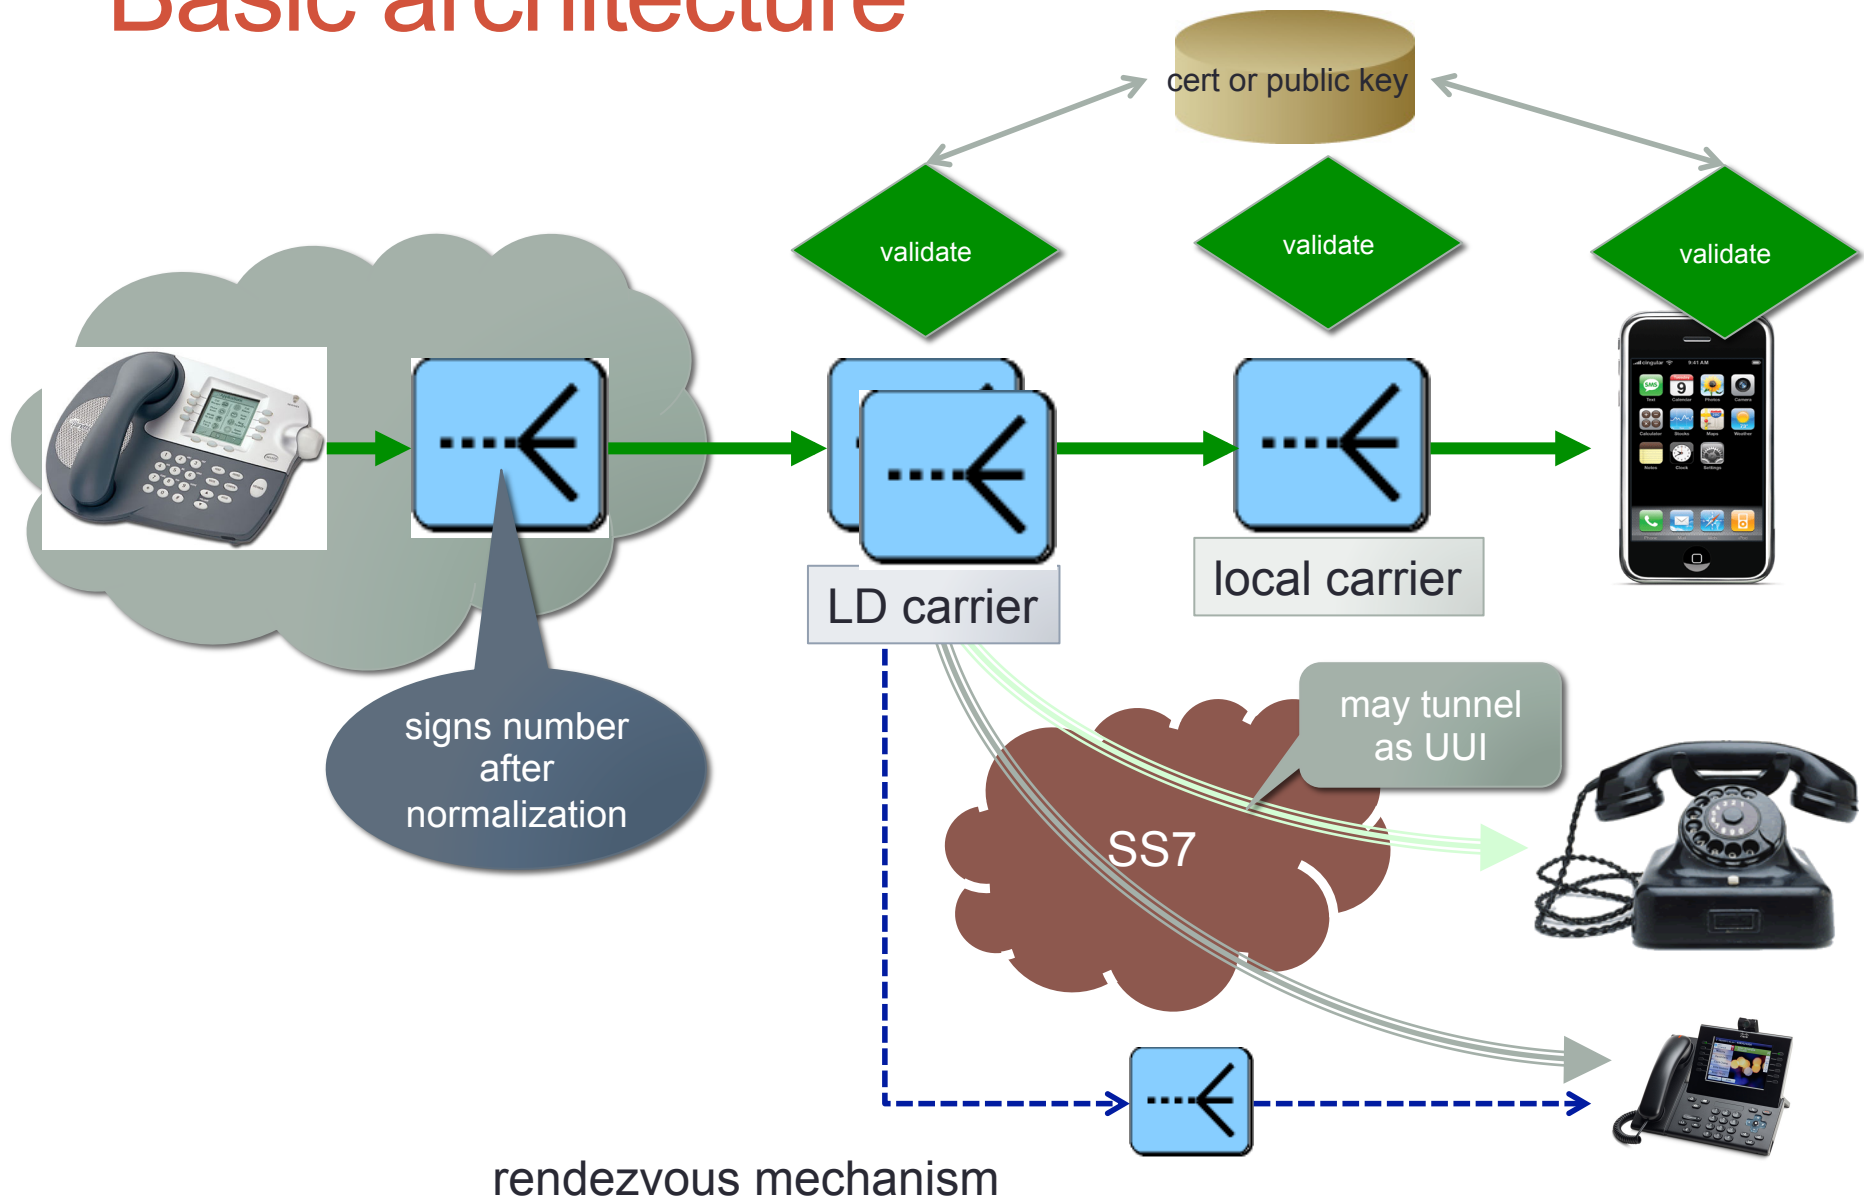 Basic architecture
cert or public key
validate
validate
validate
LD carrier
local carrier
signs number
after
normalization
may tunnel
as UUI
SS7
rendezvous mechanism